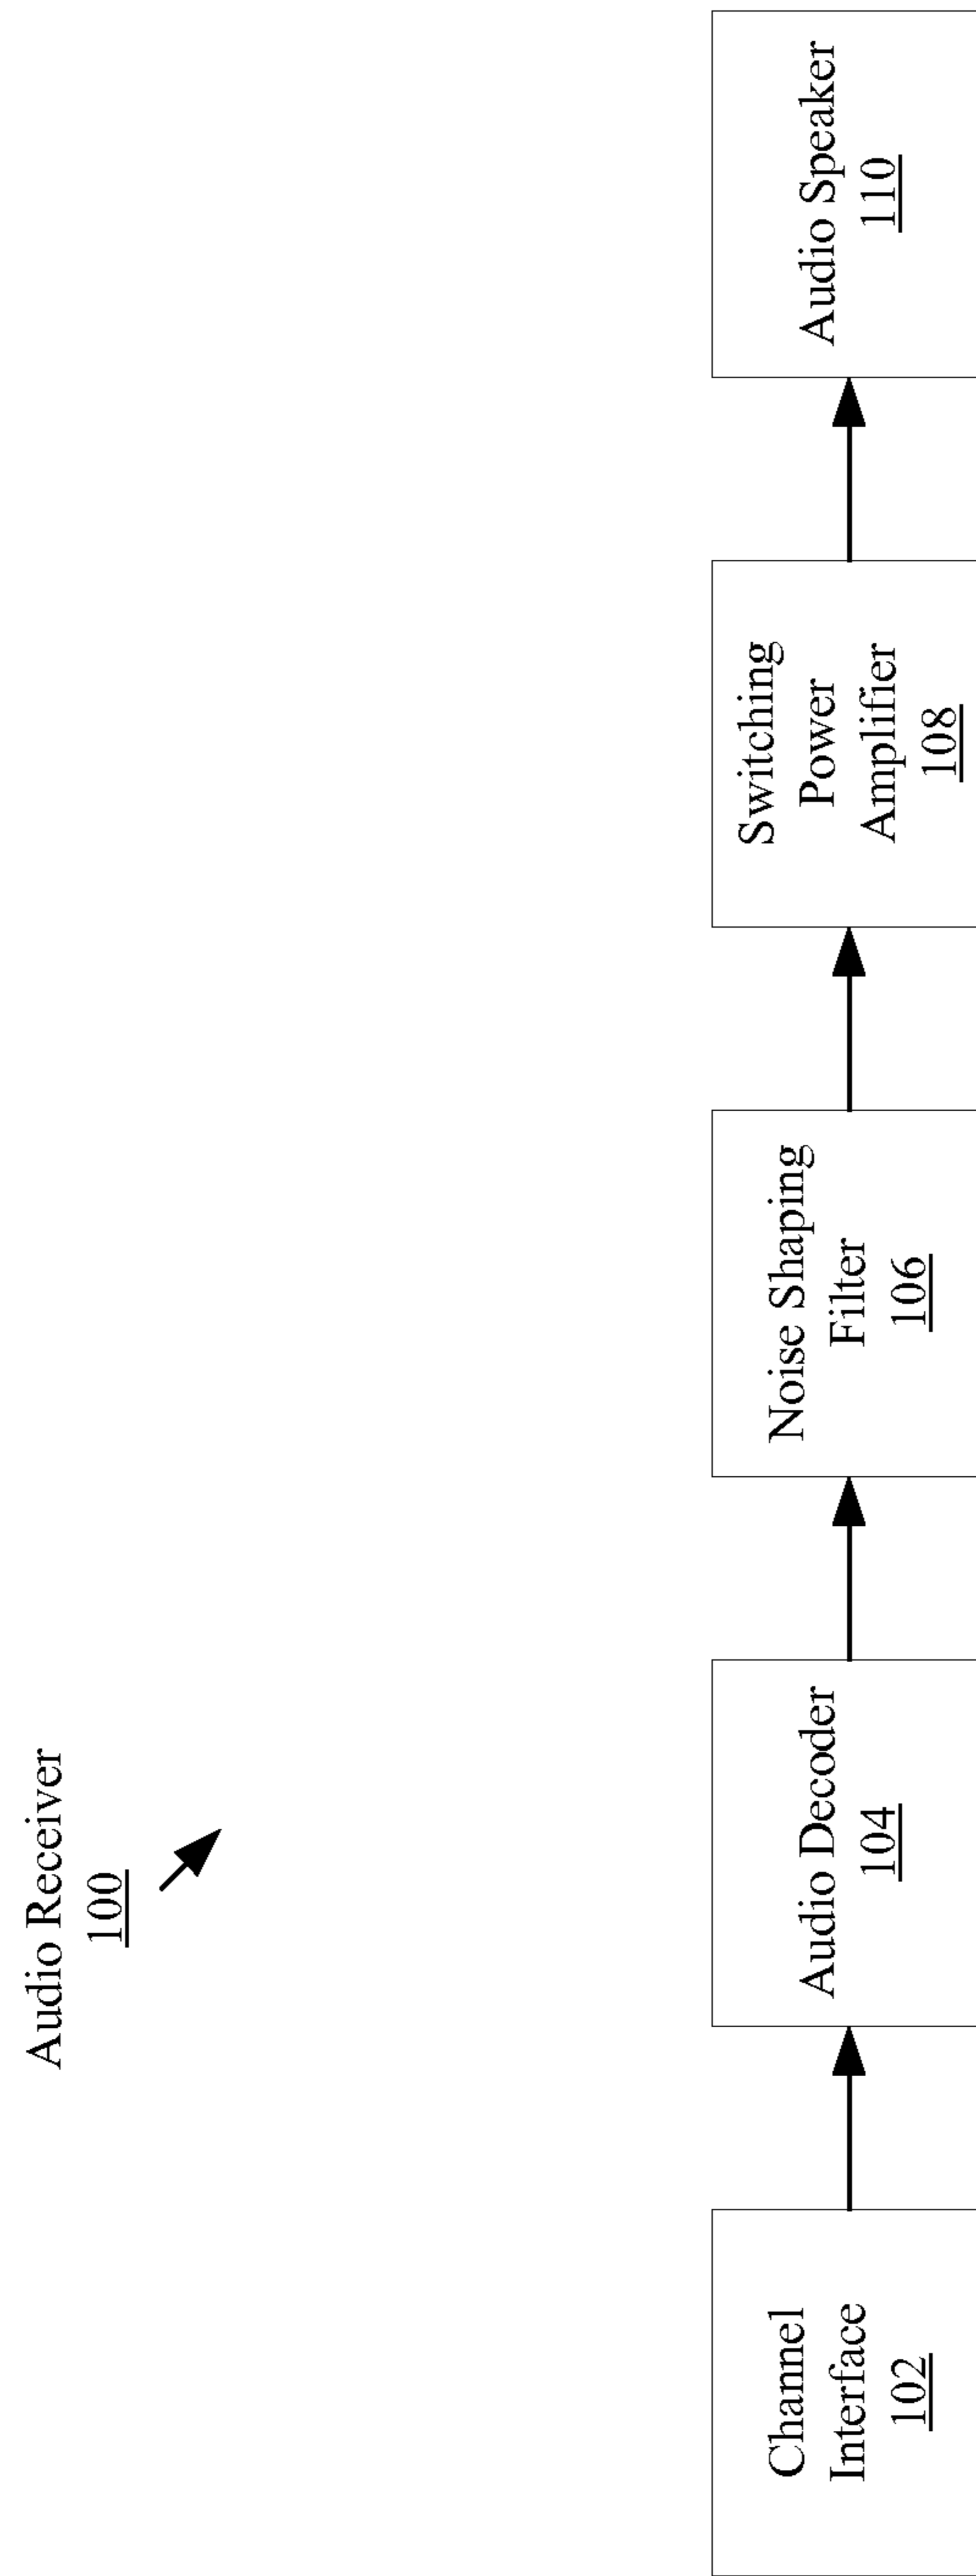 Audio Receiver
100
Channel
Interface
102
Audio Decoder
104
Noise Shaping
Filter
106
Switching
Power
Amplifier
108
Audio Speaker
110